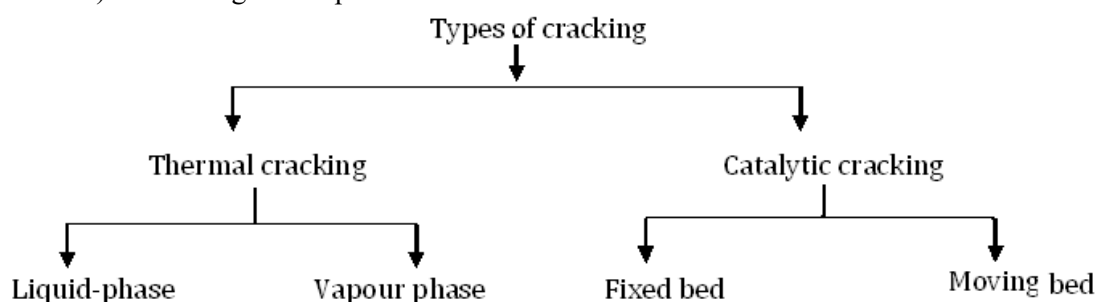 Types of cracking
Thermal cracking Catalytic cracking
Liquid-phase Vapour phase Fixed bed Moving bed